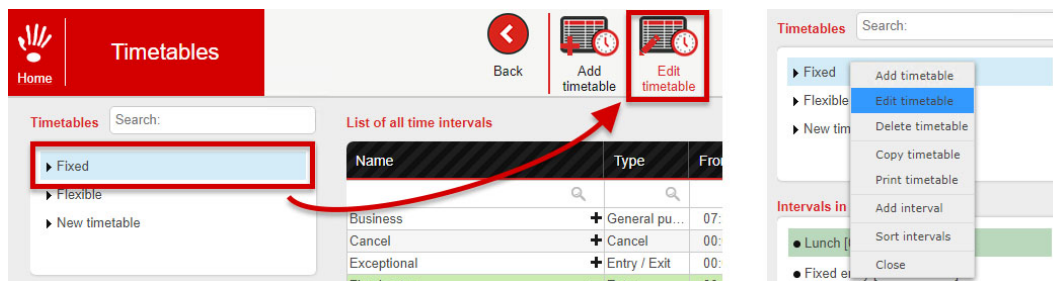 Home
Timetables
Back
Add
timetable
Edit
timetable
Timetables
Search:
Fixed
Flexible
New timetable
List of all time intervals
Name
Type
Fro
Business
General pu...
07:
Cancel
Cancel
00:
Exceptional
Entry / Exit
00:
Timetables
Search:
Fixed
Flexible
New tim
Add timetable
Edit timetable
Delete timetable
Copy timetable
Print timetable
Add interval
Sort intervals
Close
Intervals in
Lunch [
Fixed e